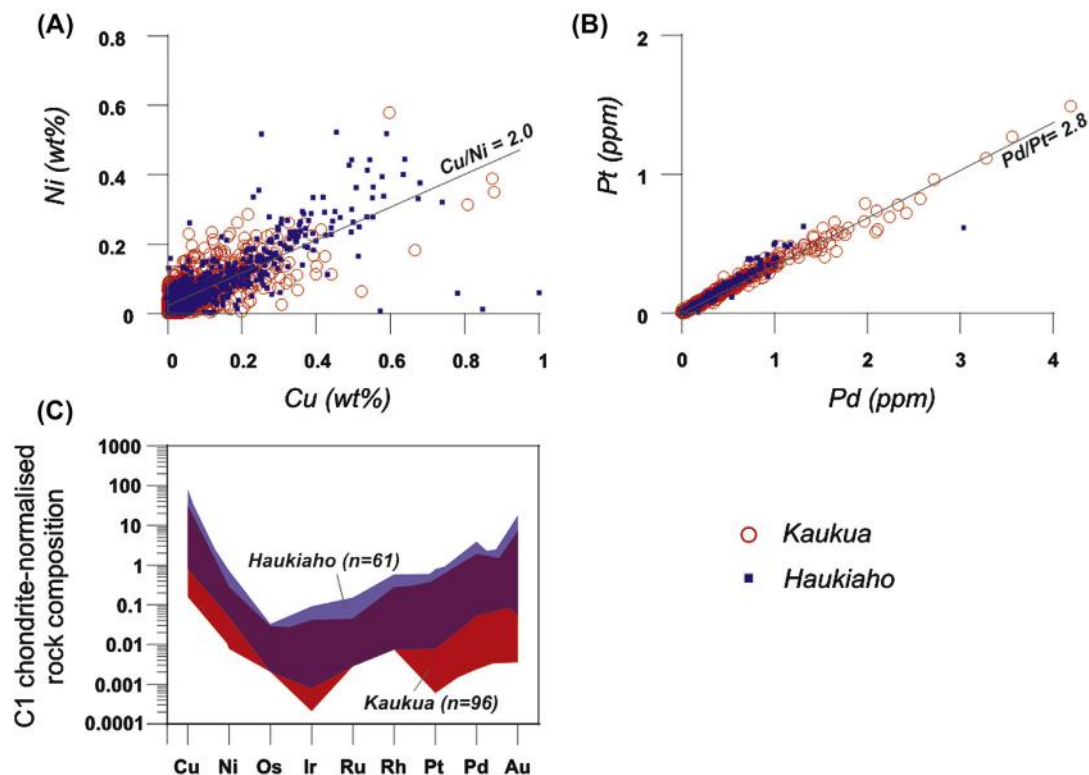 (A)
0.8
0.6
0.4
0.2
0
Ni (wt%)
Cu/Ni = 2.0
0 0.2 0.4 0.6 0.8 1
Cu (wt%)
(B)
2
1
0
Pt (ppm)
Pd/Pt= 2.8
0 1 2 3 4
Pd (ppm)
(C)
C1 chondrite-normalised
rock composition
1000
100
10
1
0.1
0.01
0.001
0.0001
Haukiaho (n=61)
Kaukua (n=96)
Cu Ni Os Ir Ru Rh Pt Pd Au
Kaukua
Haukiaho